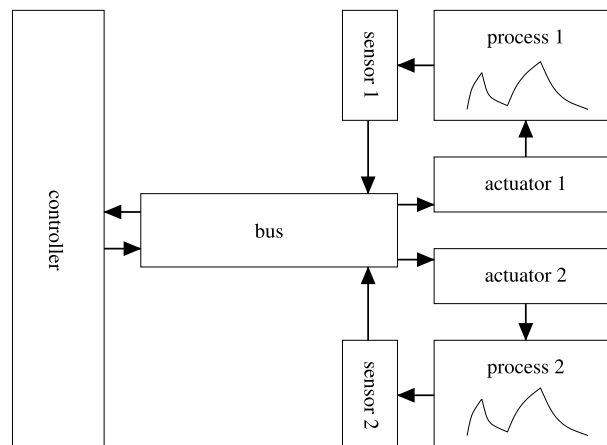 controller
bus
sensor 1
process 1
actuator 1
actuator 2
sensor 2
process 2